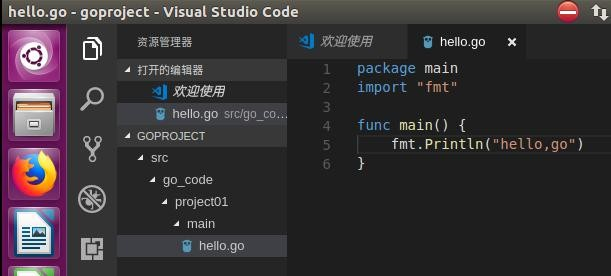 hello.go - goproject - Visual Studio Code
资源管理器
打开的编辑器
欢迎使用
hello.go src/go_co...
GOPROJECT
src
go_code
project01
main
hello.go
欢迎使用 hello.go
1 package main
2 import "fmt"
3
4 func main() {
5 fmt.Println("hello,go")
6 }